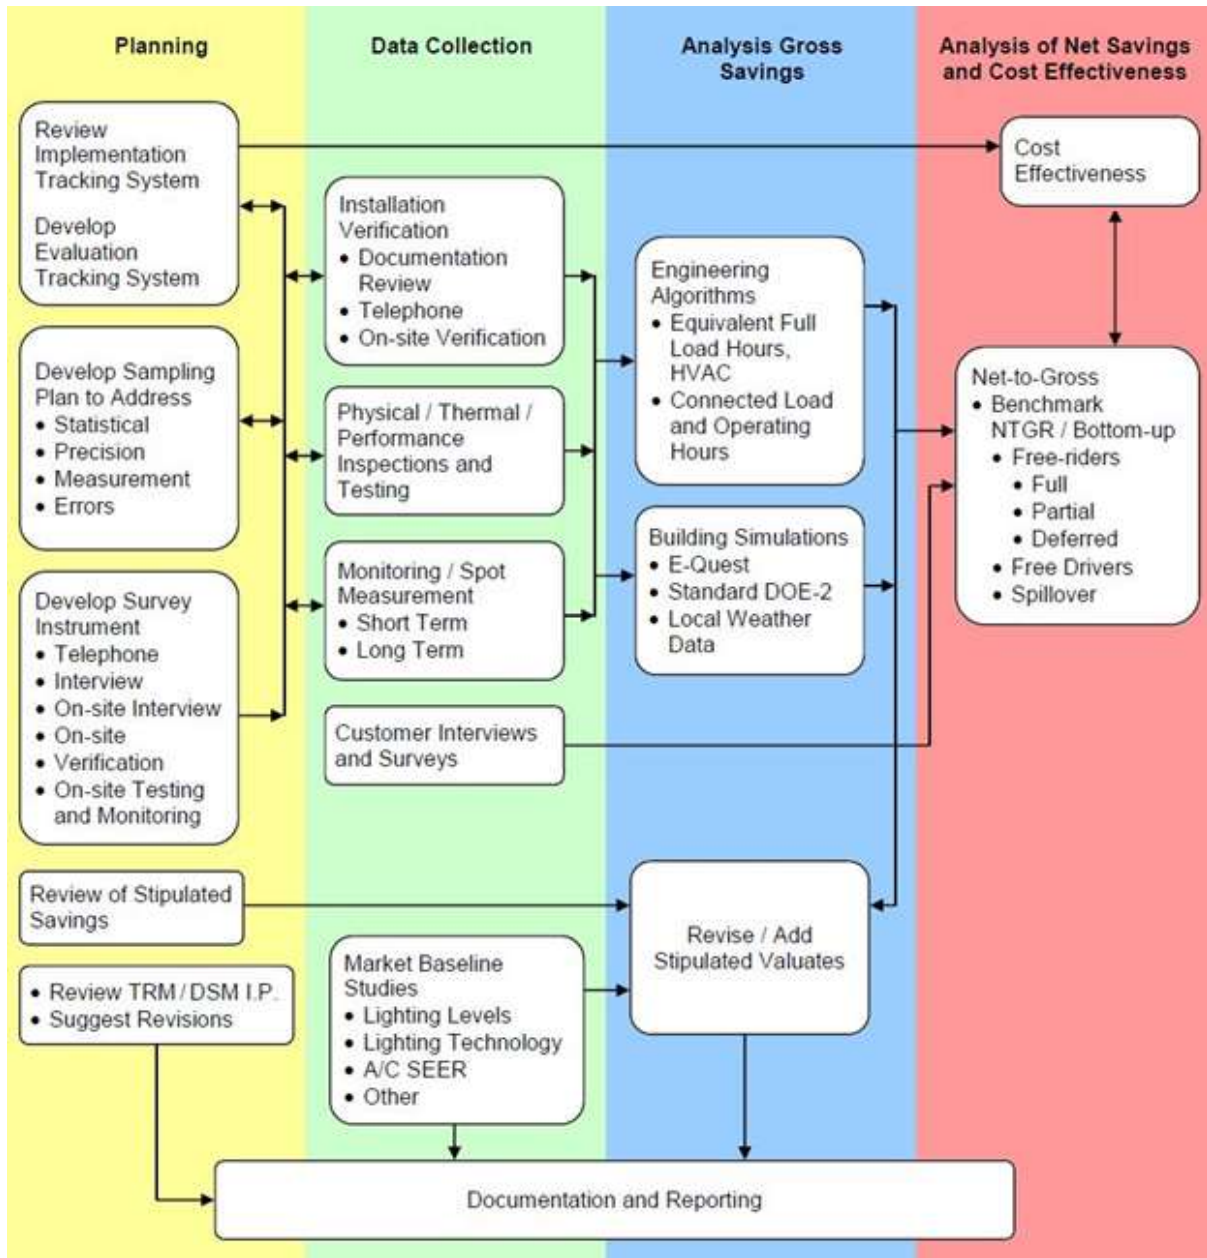 Planning
Data Collection
Analysis Gross
Savings
Analysis of Net Savings
and Cost Effectiveness
Review
Implementation
Tracking System
Develop
Evaluation
Tracking System
Develop Sampling
Plan to Address
• Statistical
• Precision
• Measurement
• Errors
Develop Survey
Instrument
• Telephone
• Interview
• On-site Interview
• On-site
• Verification
• On-site Testing
and Monitoring
Review of Stipulated
Savings
• Review TRM / DSM I.P.
• Suggest Revisions
Installation
Verification
• Documentation
Review
• Telephone
• On-site Verification
Physical / Thermal /
Performance
Inspections and
Testing
Monitoring / Spot
Measurement
• Short Term
• Long Term
Customer Interviews
and Surveys
Market Baseline
Studies
• Lighting Levels
• Lighting Technology
• A/C SEER
• Other
Engineering
Algorithms
• Equivalent Full
Load Hours,
HVAC
• Connected Load
and Operating
Hours
Building Simulations
• E-Quest
• Standard DOE-2
• Local Weather
Data
Revise / Add
Stipulated Valuates
Cost
Effectiveness
Net-to-Gross
• Benchmark
NTGR / Bottom-up
• Free-riders
• Full
• Partial
• Deferred
• Free Drivers
• Spillover
Documentation and Reporting